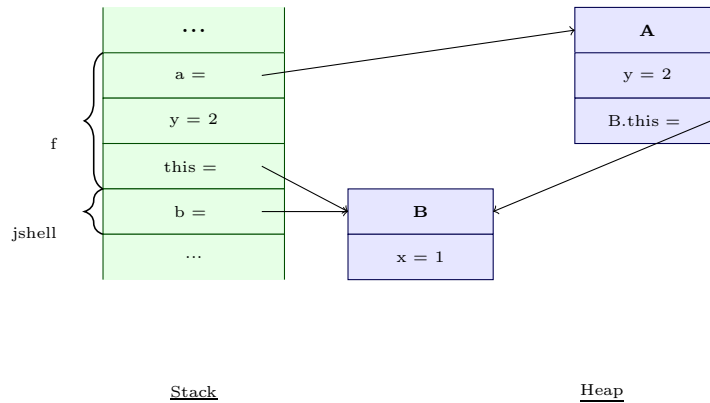 ...
a =
y = 2
f
this =
b =
jshell
...
B
x = 1
A
y = 2
B.this =
Stack
Heap